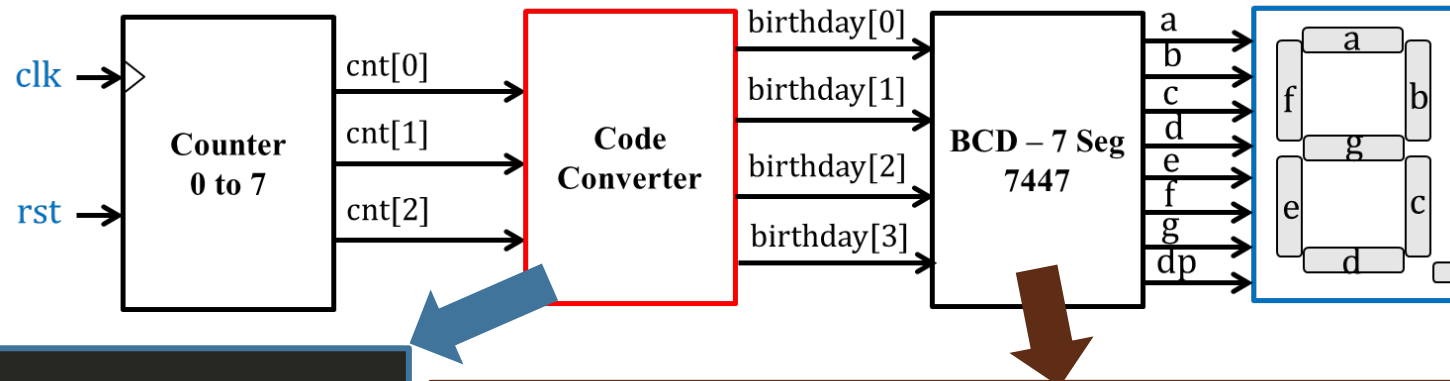 clk
rst
Counter
0 to 7
cnt[0]
cnt[1]
cnt[2]
Code
Converter
birthday[0]
birthday[1]
birthday[2]
birthday[3]
BCD – 7 Seg
7447
a
b
c
d
e
f
g
dp
a
f
b
g
e
c
d